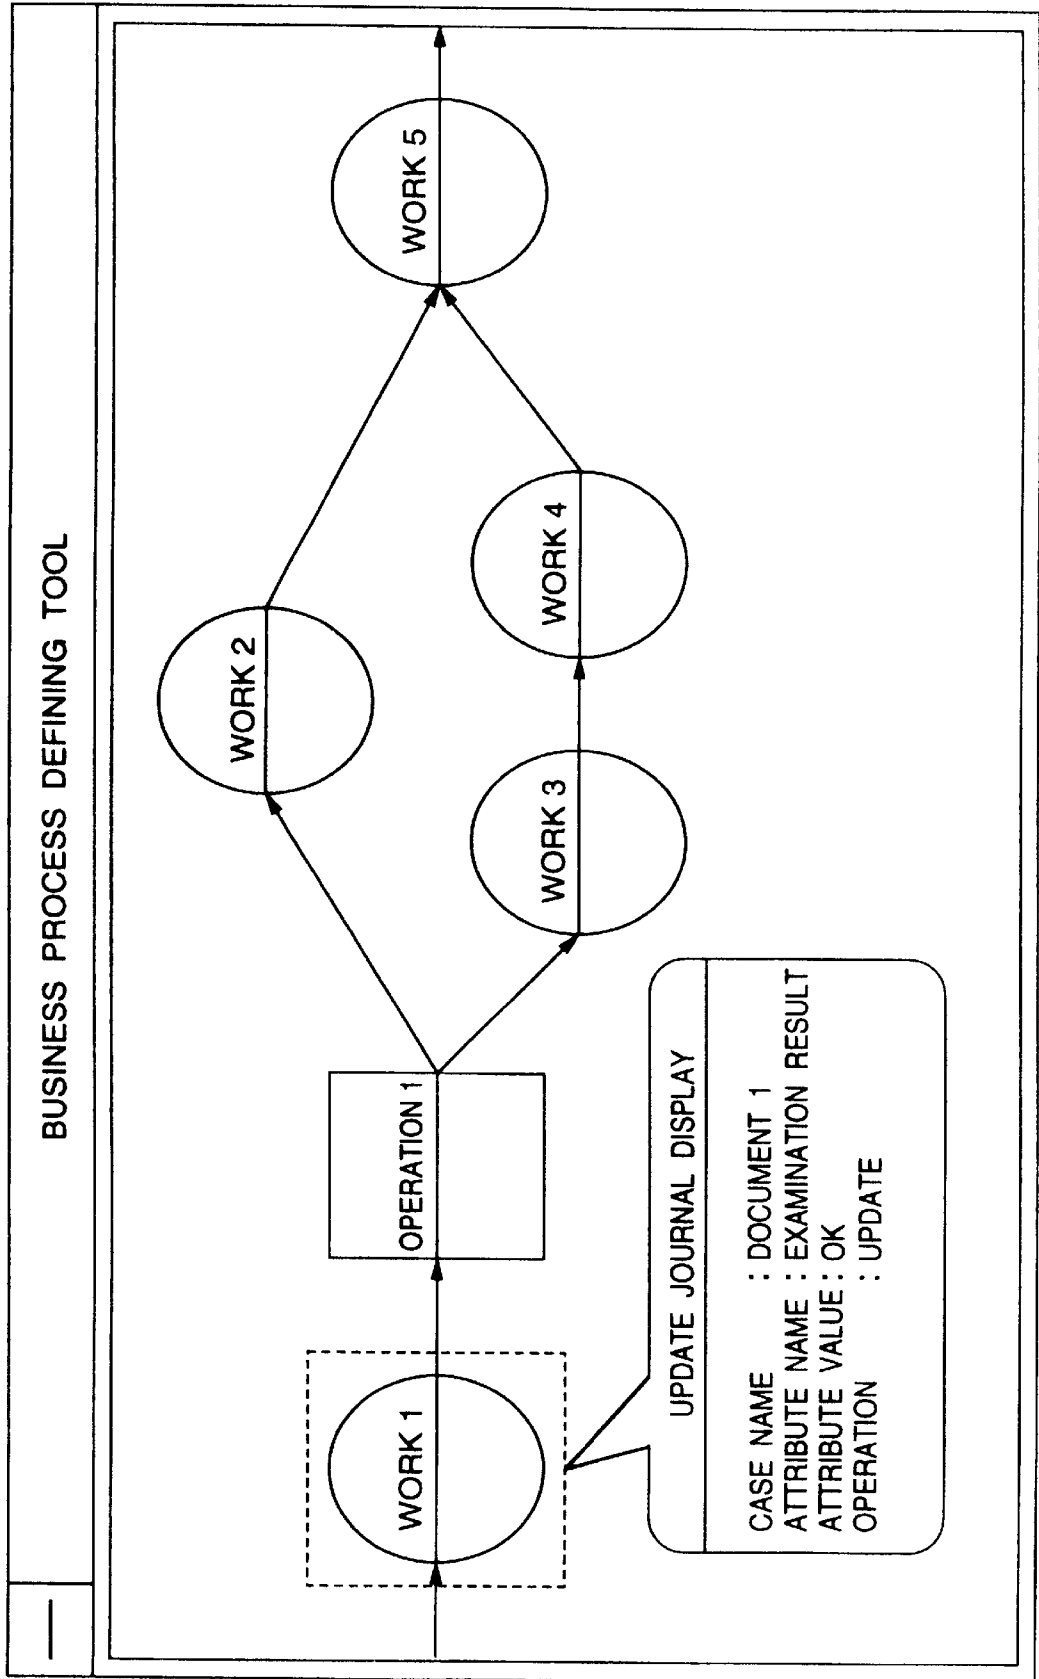 BUSINESS PROCESS DEFINING TOOL
WORK 1
OPERATION 1
WORK 2
WORK 3
WORK 4
WORK 5
UPDATE JOURNAL DISPLAY
CASE NAME : DOCUMENT 1
ATTRIBUTE NAME : EXAMINATION RESULT
ATTRIBUTE VALUE : OK
OPERATION : UPDATE